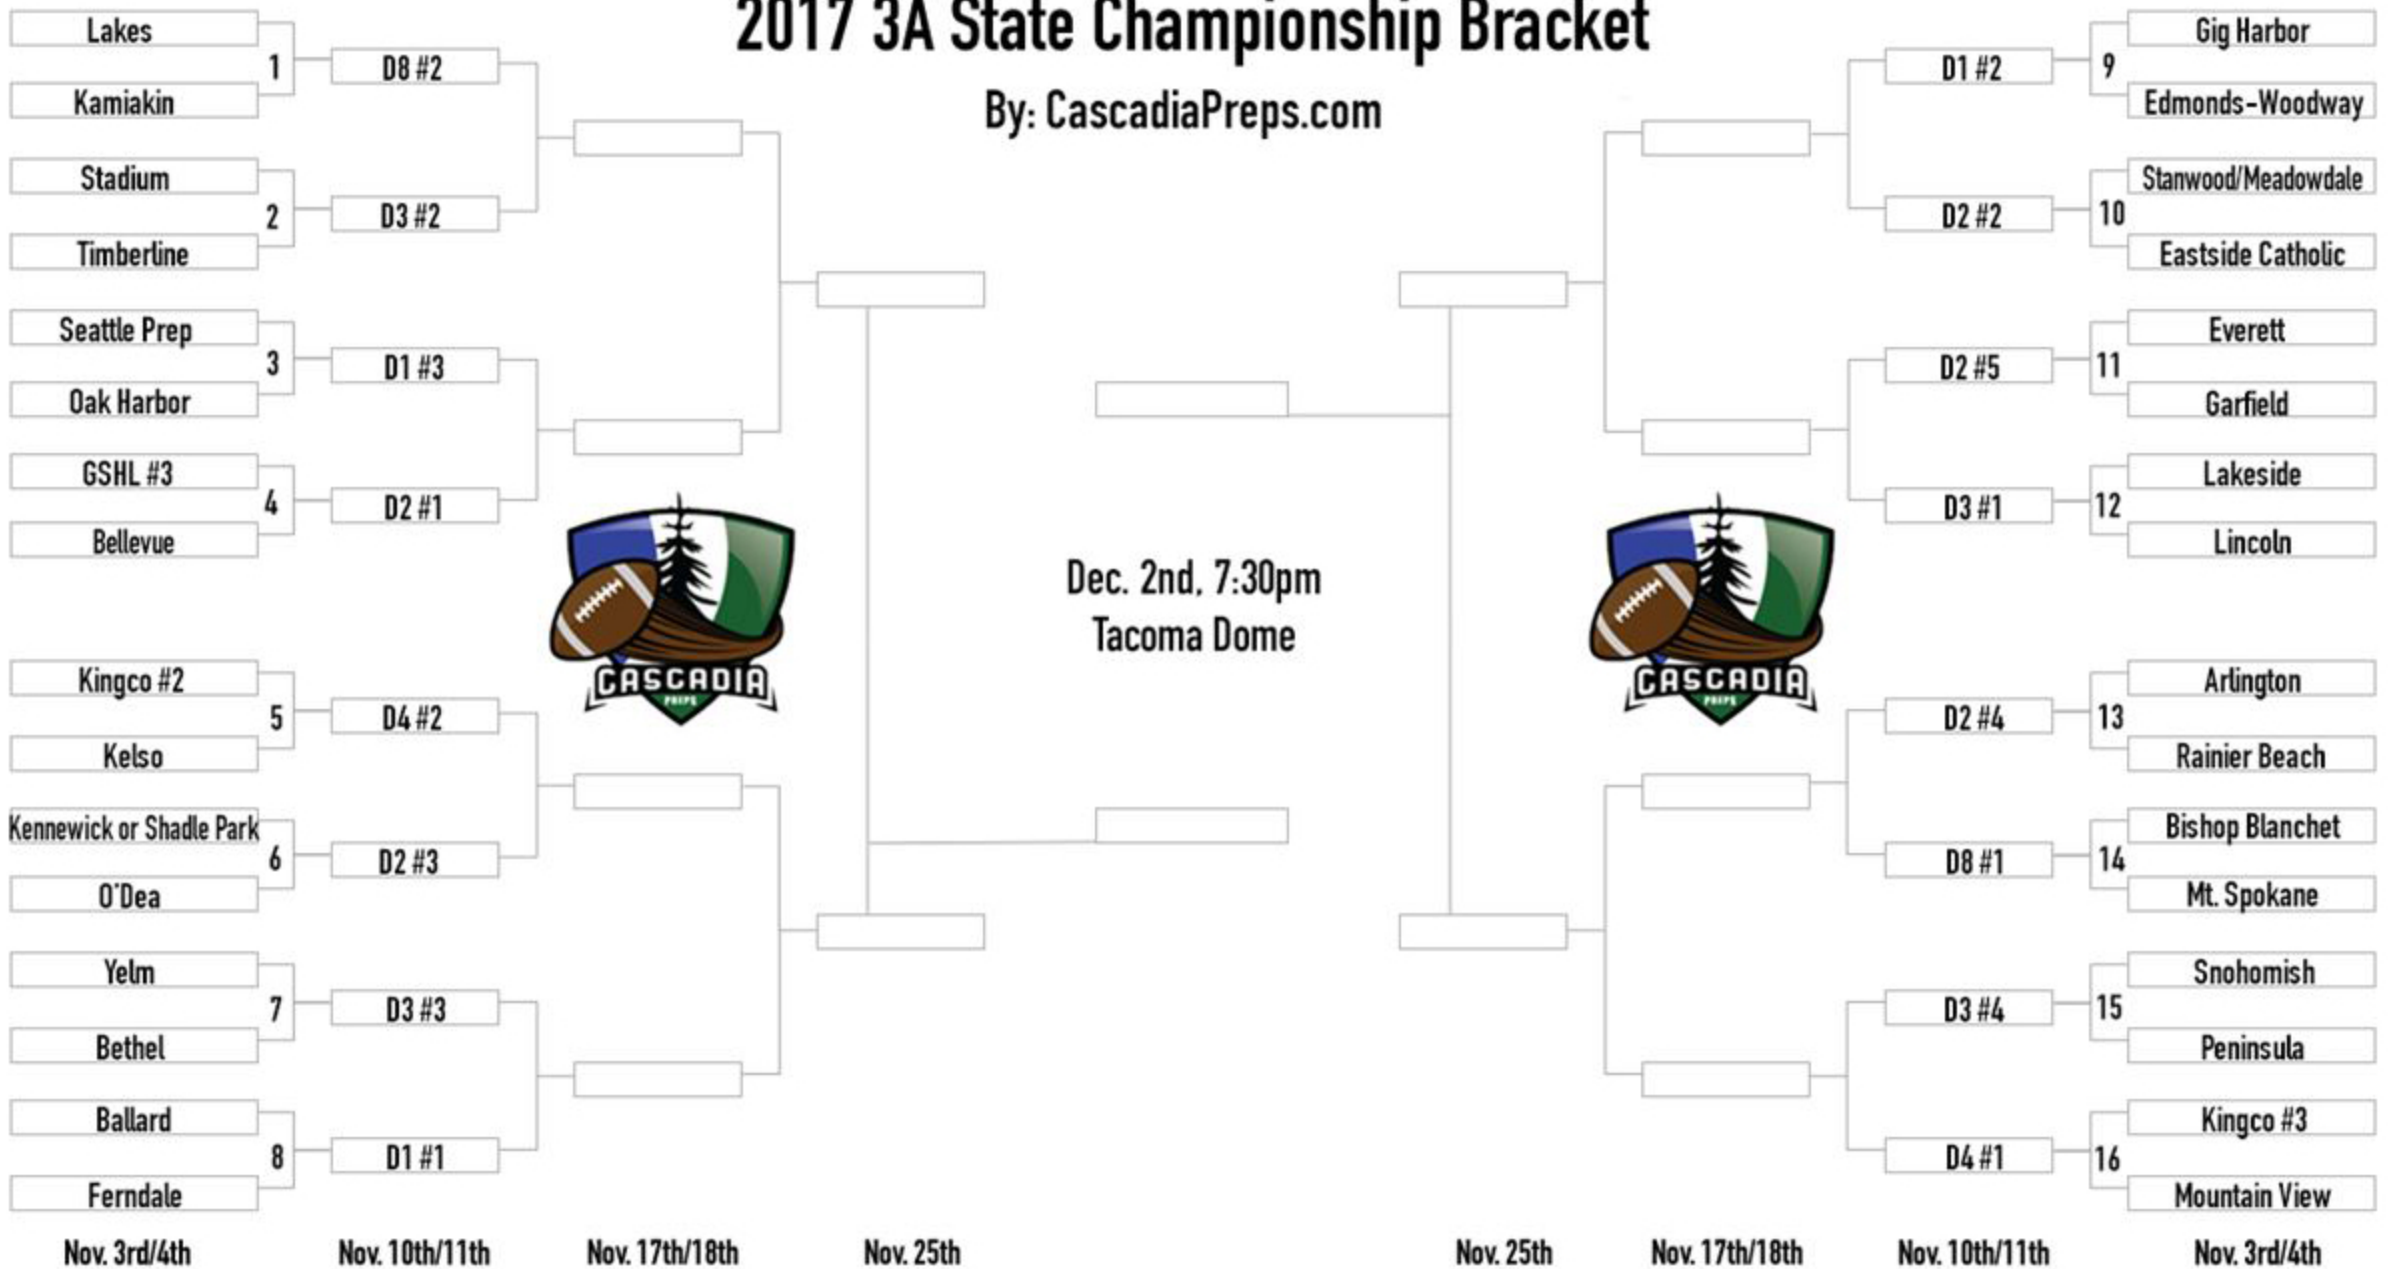 2017 3A State Championship Bracket
By: CascadiaPreps.com
Lakes
1
D8 #2
Kamiakin
Stadium
2
D3 #2
Timberline
Seattle Prep
3
D1 #3
Oak Harbor
GSHL #3
4
D2 #1
Bellevue
Kingco #2
5
D4 #2
Kelso
Kennewick or Shadle Park
6
D2 #3
O'Dea
Yelm
7
D3 #3
Bethel
Ballard
8
D1 #1
Ferndale
CASCADIA
PREPS
Dec. 2nd, 7:30pm
Tacoma Dome
CASCADIA
PREPS
Gig Harbor
D1 #2
9
Edmonds-Woodway
Stanwood/Meadowdale
D2 #2
10
Eastside Catholic
Everett
D2 #5
11
Garfield
Lakeside
D3 #1
12
Lincoln
Arlington
D2 #4
13
Rainier Beach
Bishop Blanchet
D8 #1
14
Mt. Spokane
Snohomish
D3 #4
15
Peninsula
Kingco #3
D4 #1
16
Mountain View
Nov. 3rd/4th
Nov. 10th/11th
Nov. 17th/18th
Nov. 25th
Nov. 25th
Nov. 17th/18th
Nov. 10th/11th
Nov. 3rd/4th